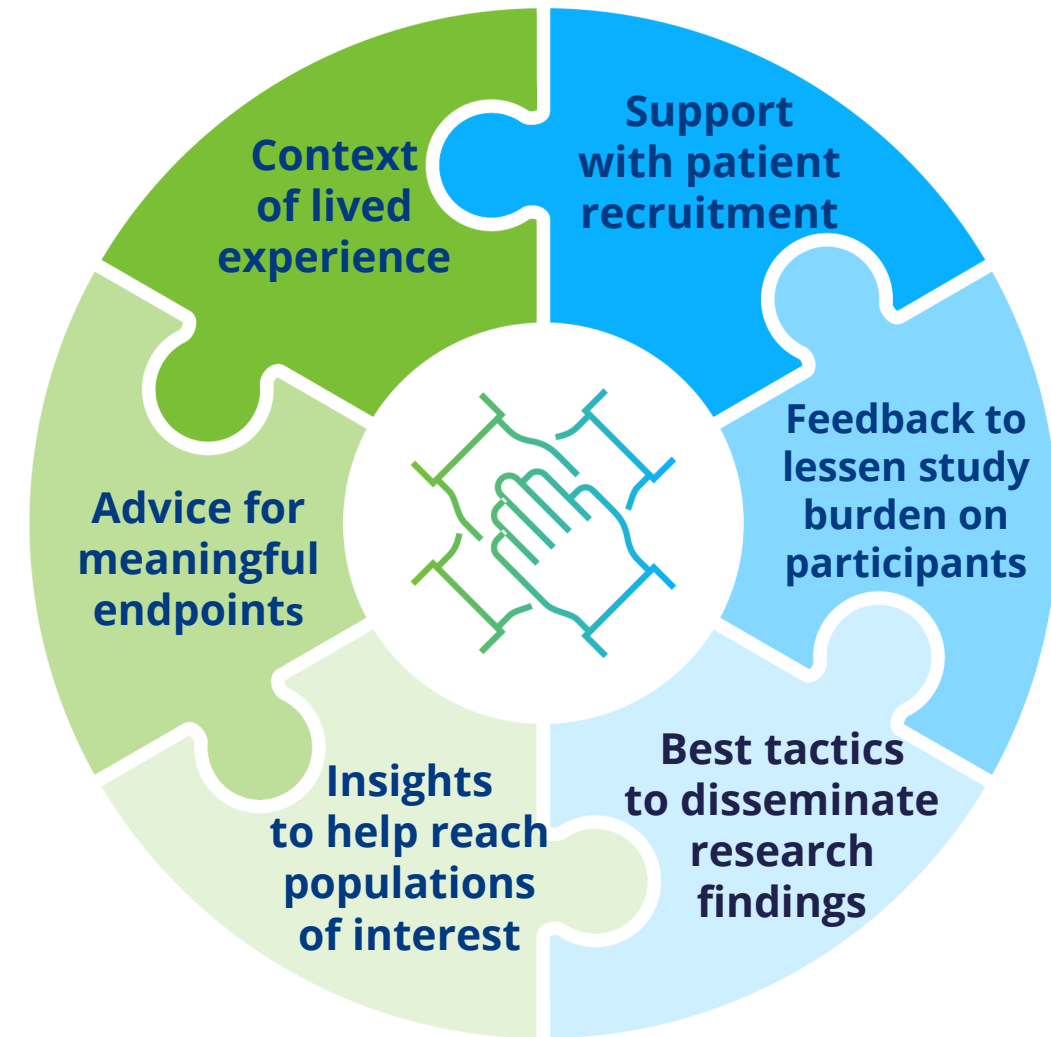 Context
of lived
experience
Support
with patient
recruitment
Feedback to
lessen study
burden on
participants
Best tactics
to disseminate
research
findings
Insights
to help reach
populations
of interest
Advice for
meaningful
endpoints